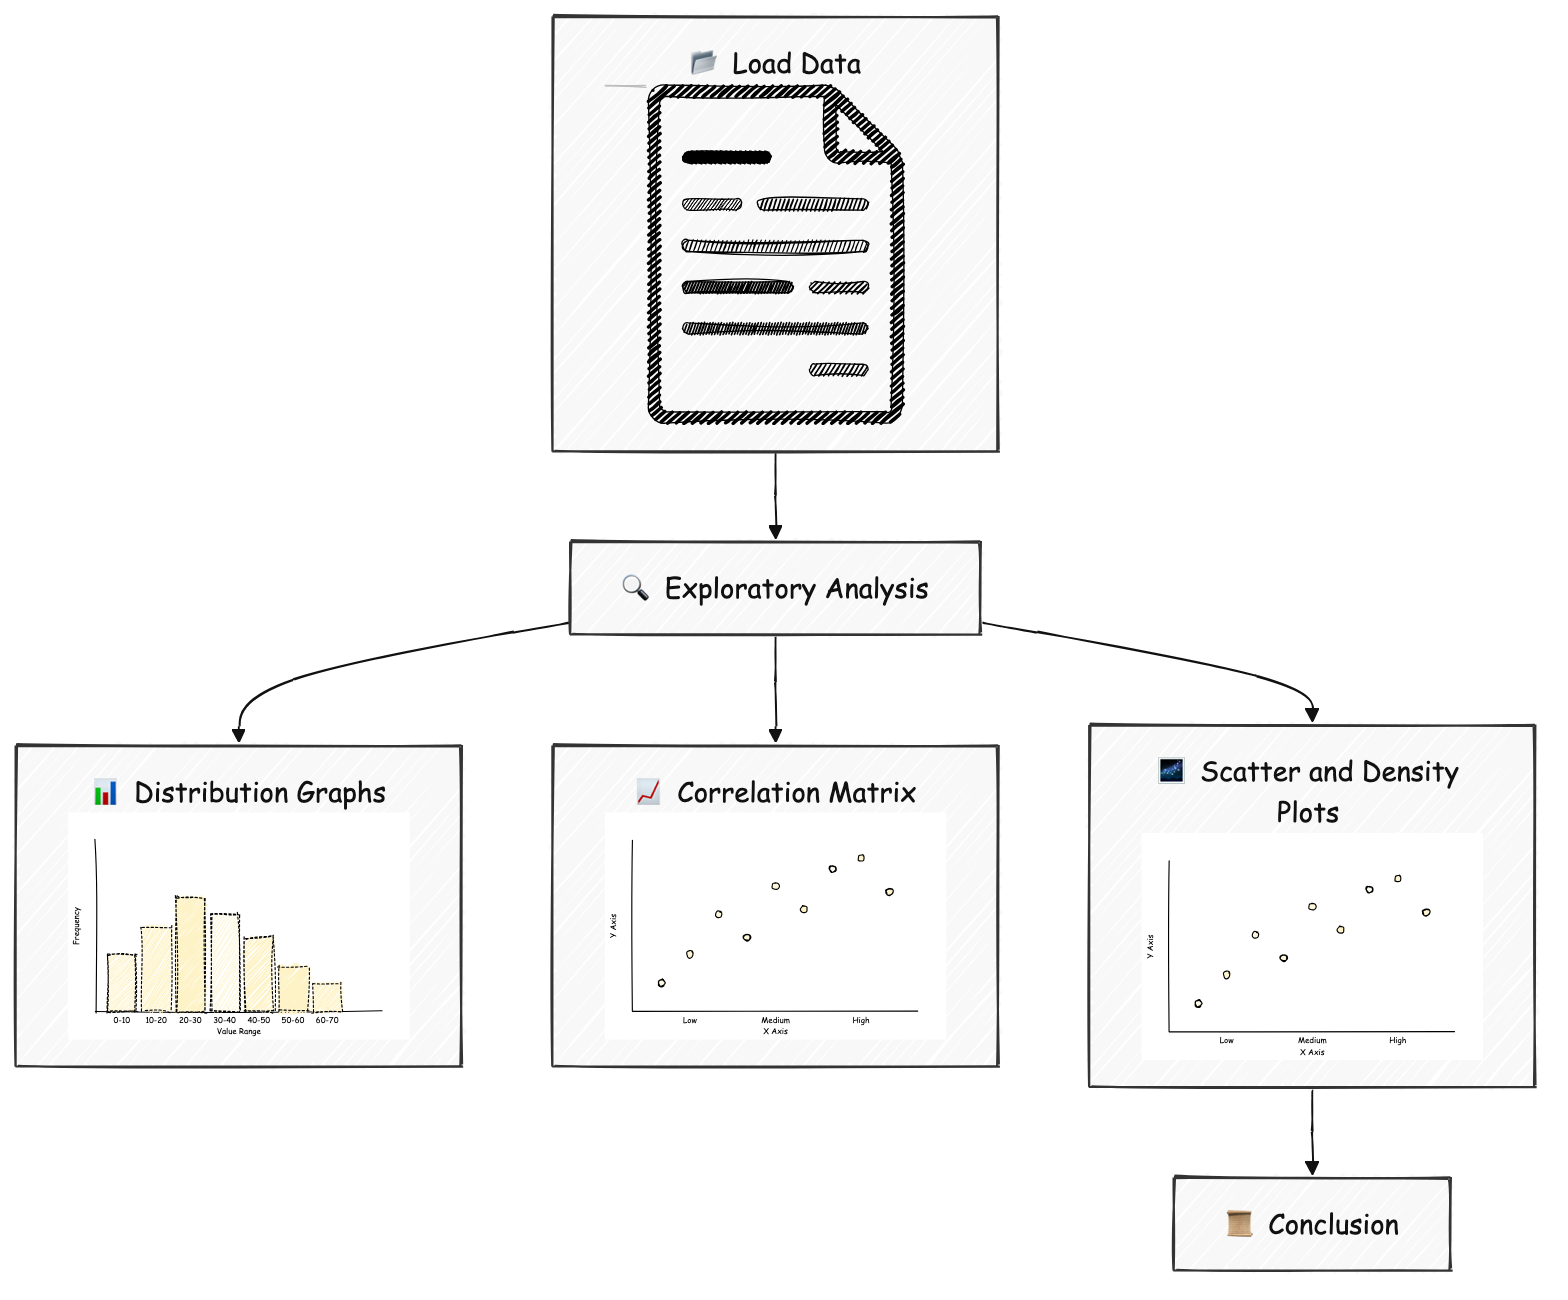 Load Data
Exploratory Analysis
Distribution Graphs
Frequency
0-10 10-20 20-30 30-40 40-50 50-60 60-70
Value Range
Correlation Matrix
Y Axis
Low Medium High
X Axis
Scatter and Density
Plots
Y Axis
Low Medium High
X Axis
Conclusion